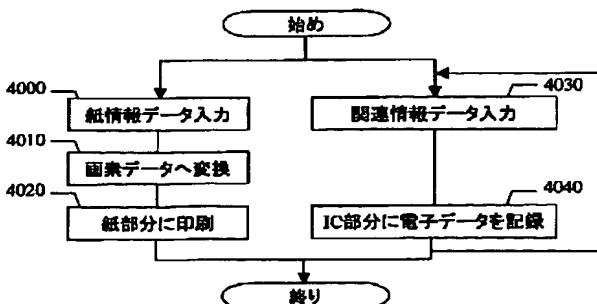 始め
4000
紙情報データ入力
4030
関連情報データ入力
4010
画素データへ変換
4020
紙部分に印刷
4040
IC部分に電子データを記録
終り